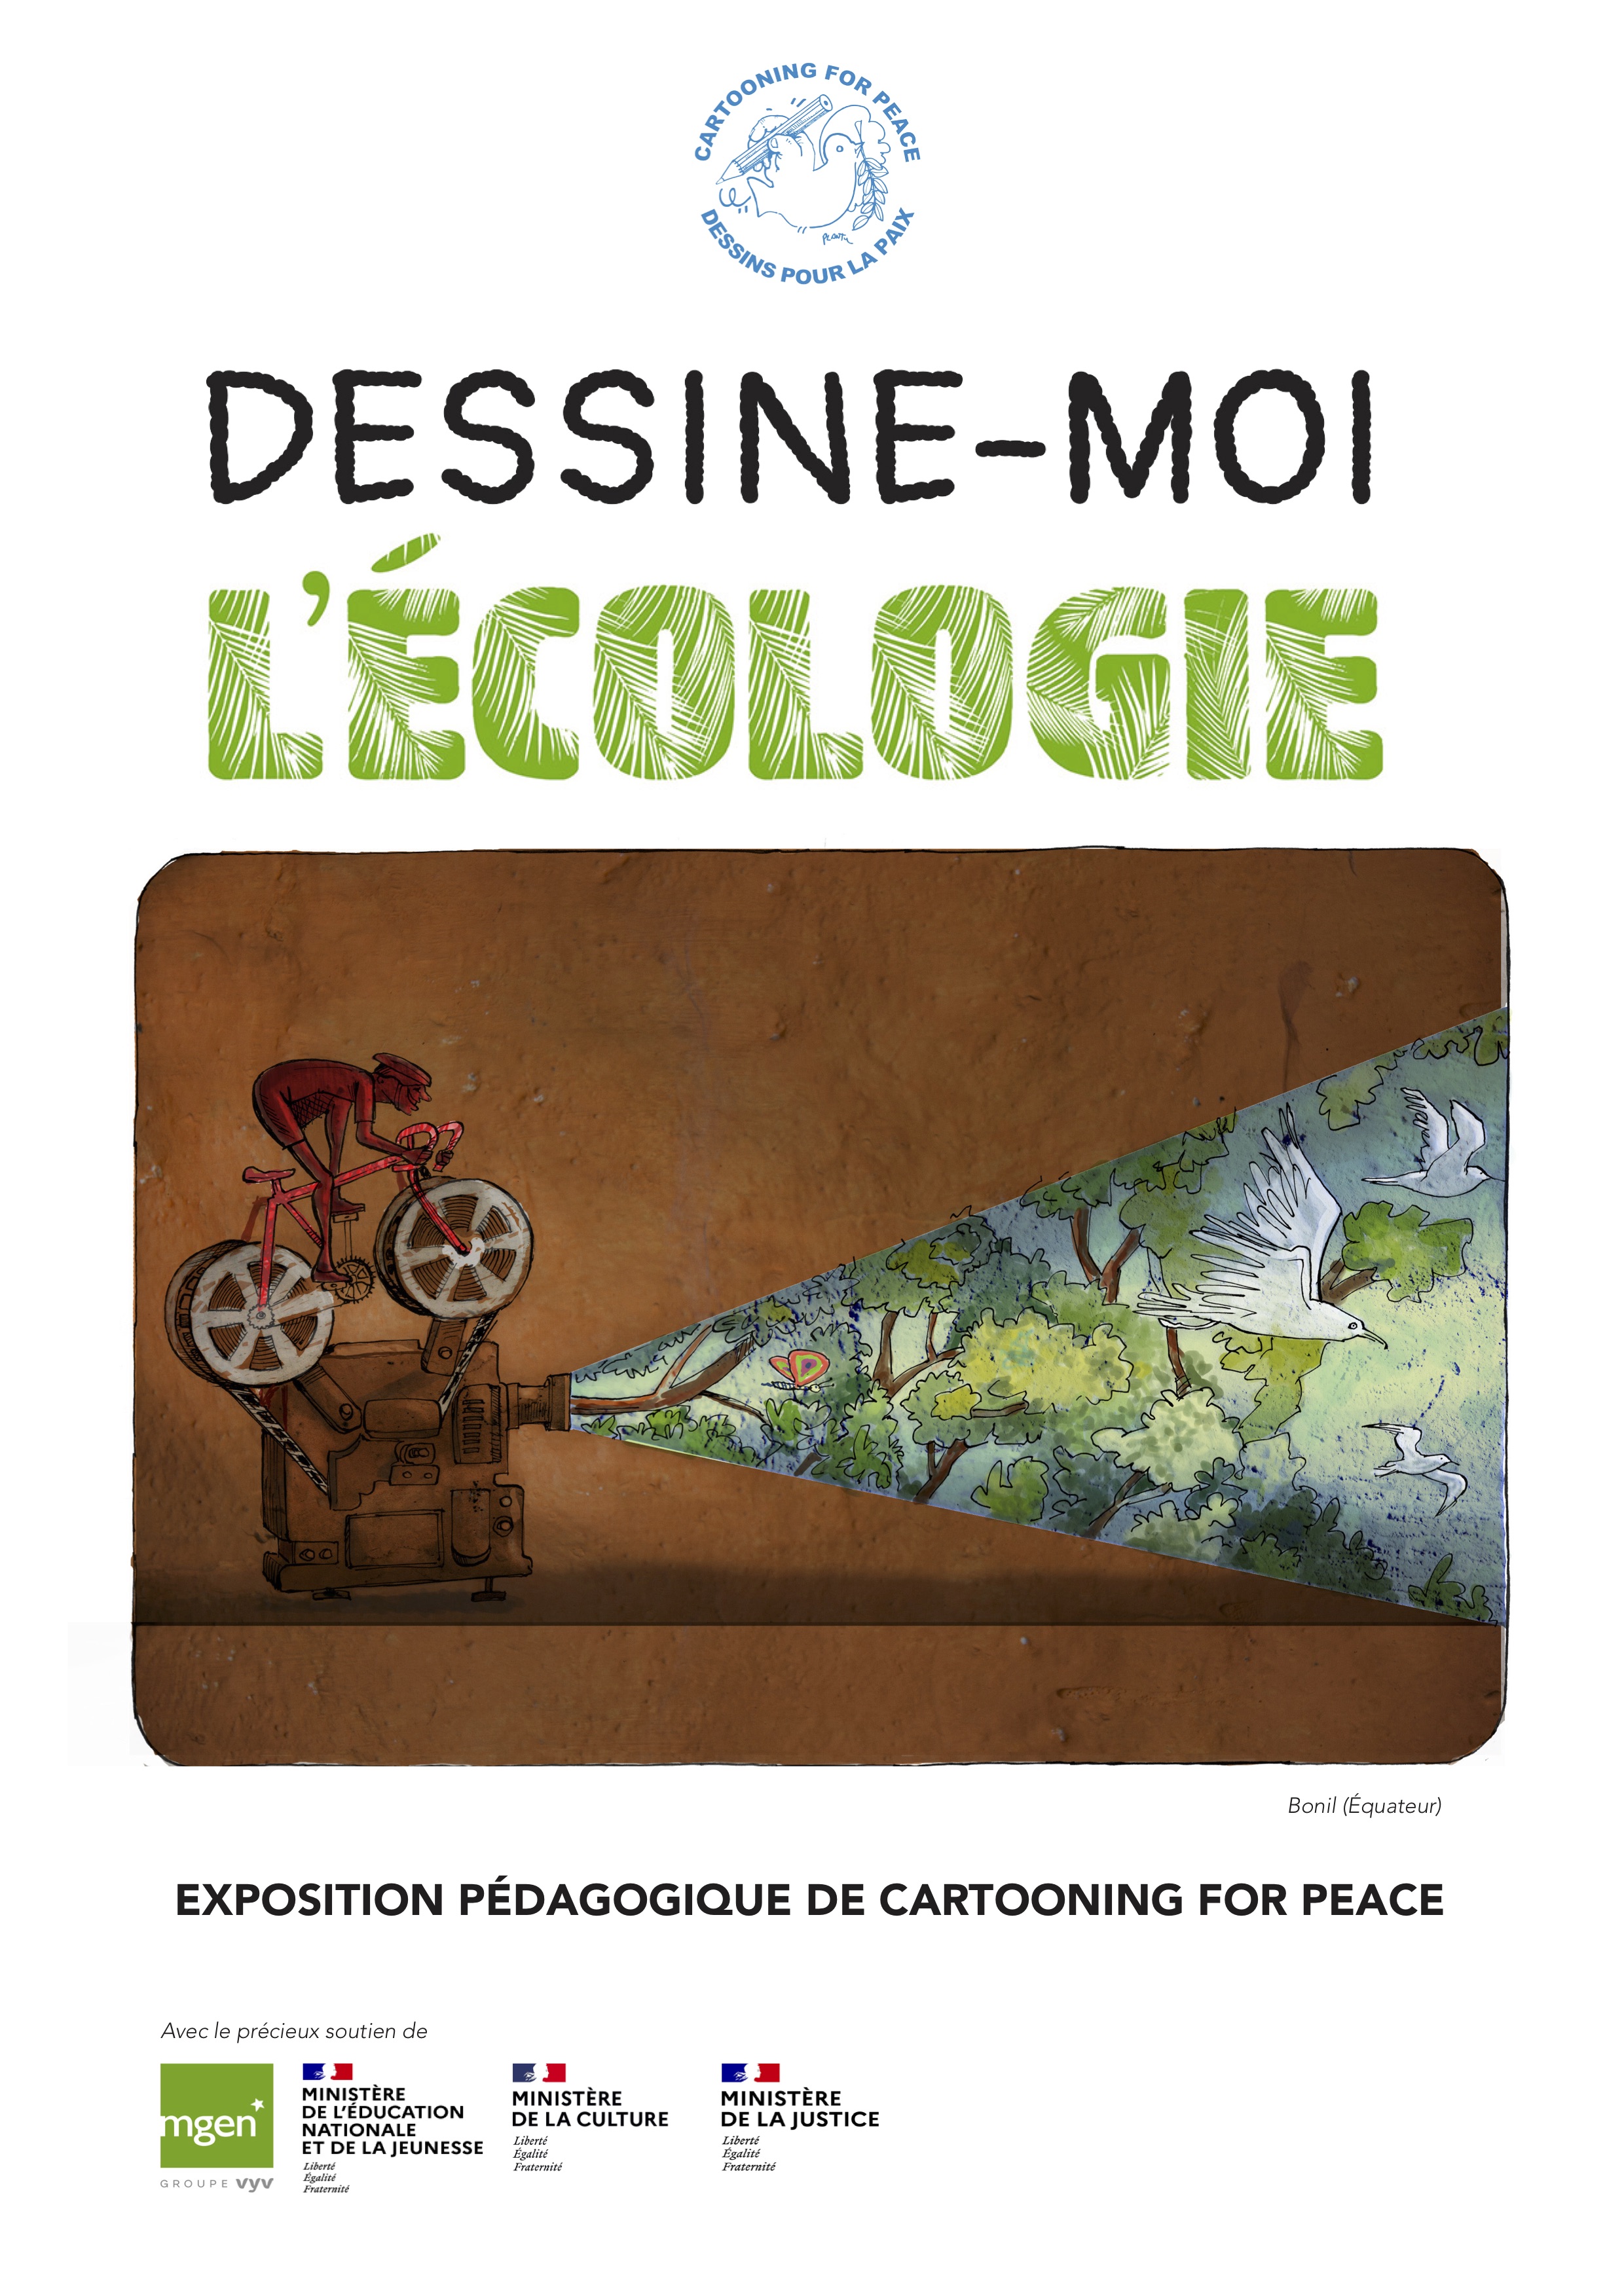 CARTOONING FOR PEACE
PLANTU
DESSINS POUR LA PAIX
DESSINE-MOI
L'ÉCOLOGIE
Bonil (Équateur)
EXPOSITION PÉDAGOGIQUE DE CARTOONING FOR PEACE
Avec le précieux soutien de
mgen
GROUPE vyv
MINISTÈRE
DE L'ÉDUCATION
NATIONALE
ET DE LA JEUNESSE
Liberté
Égalité
Fraternité
MINISTÈRE
DE LA CULTURE
Liberté
Égalité
Fraternité
MINISTÈRE
DE LA JUSTICE
Liberté
Égalité
Fraternité